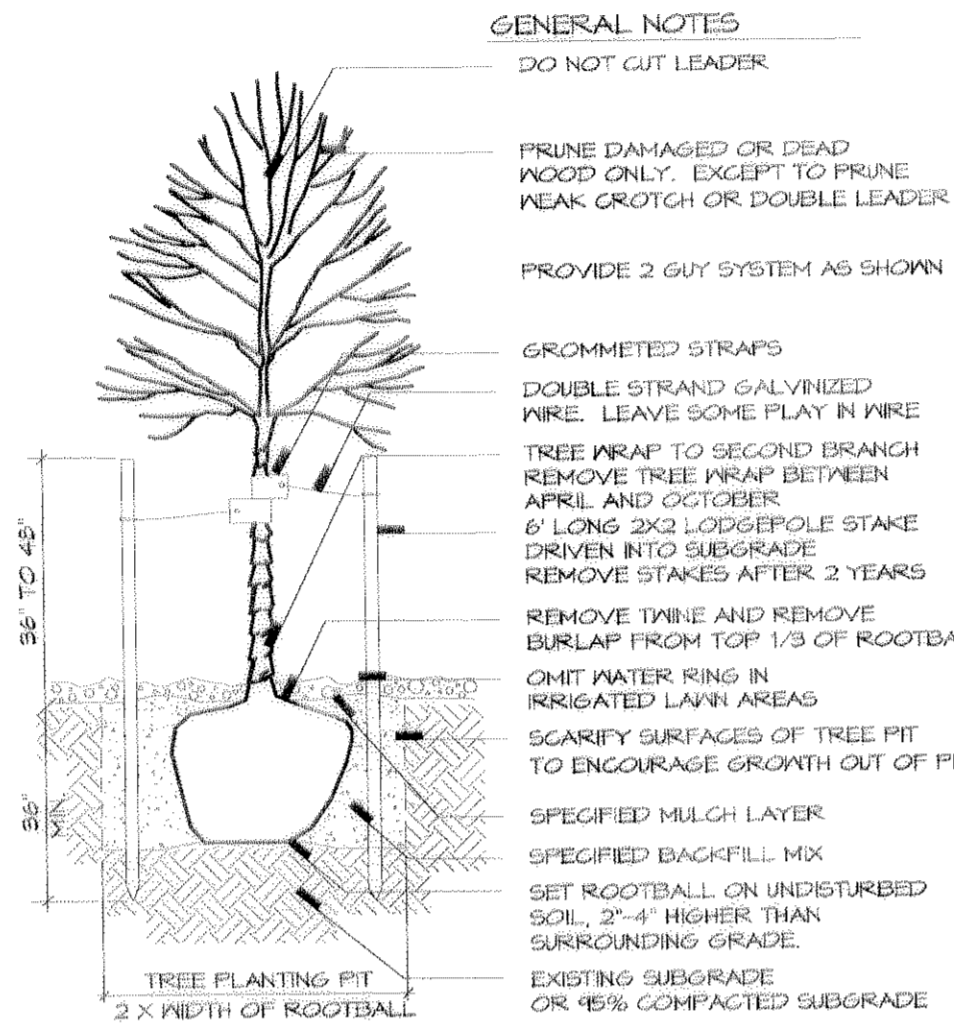 GENERAL NOTES
DO NOT CUT LEADER
PRUNE DAMAGED OR DEAD
WOOD ONLY. EXCEPT TO PRUNE
WEAK CROTCH OR DOUBLE LEADER
PROVIDE 2 GUY SYSTEM AS SHOWN
GROMMETED STRAPS
DOUBLE STRAND GALVINIZED
WIRE. LEAVE SOME PLAY IN WIRE
TREE WRAP TO SECOND BRANCH
REMOVE TREE WRAP BETWEEN
APRIL AND OCTOBER
6' LONG 2X2 LODGEPOLE STAKE
DRIVEN INTO SUBGRADE
REMOVE STAKES AFTER 2 YEARS
REMOVE TWINE AND REMOVE
BURLAP FROM TOP 1/3 OF ROOTBA
OMIT WATER RING IN
IRRIGATED LAWN AREAS
SCARIFY SURFACES OF TREE PIT
TO ENCOURAGE GROWTH OUT OF P
SPECIFIED MULCH LAYER
SPECIFIED BACKFILL MIX
SET ROOTBALL ON UNDISTURBED
SOIL, 2"-4" HIGHER THAN
SURROUNDING GRADE.
EXISTING SUBGRADE
OR 95% COMPACTED SUBGRADE
36" TO 48"
36"
MIN
TREE PLANTING PIT
2 X WIDTH OF ROOTBALL